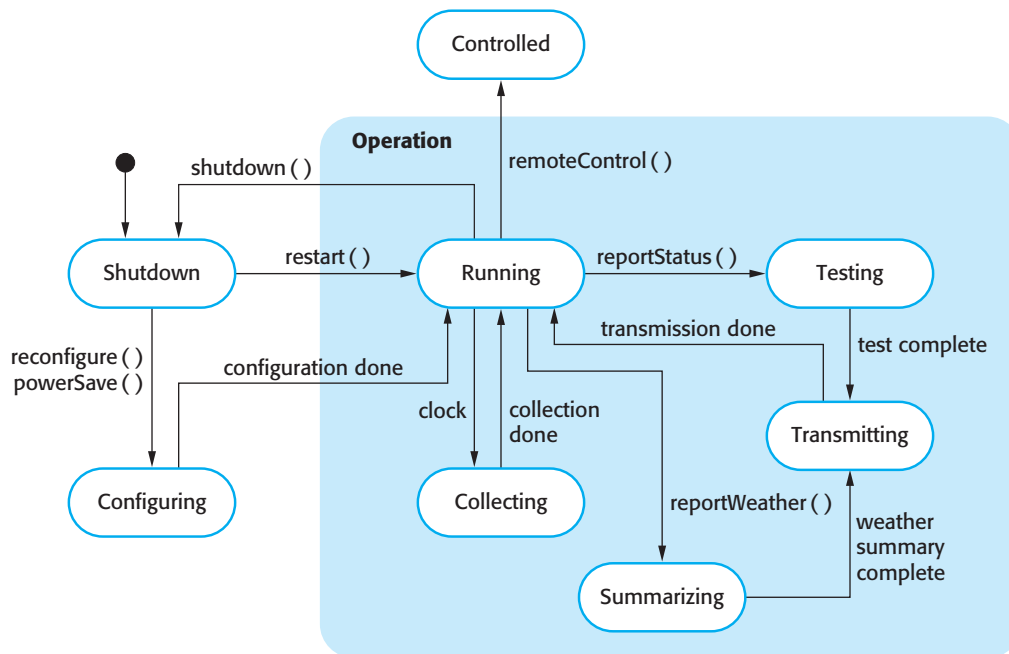 Controlled
Operation
shutdown ( )
remoteControl ( )
Shutdown
restart ( )
Running
reportStatus ( )
Testing
transmission done
test complete
reconfigure ( )
powerSave ( )
configuration done
clock
collection
done
Transmitting
Configuring
Collecting
reportWeather ( )
weather
summary
complete
Summarizing